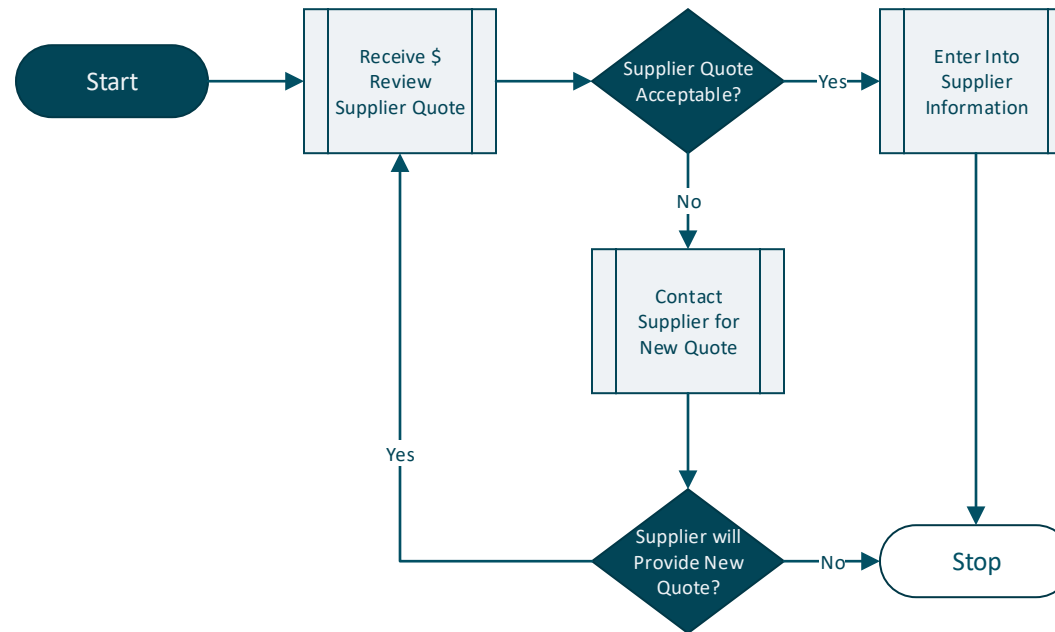 Start
Receive $
Review
Supplier Quote
Supplier Quote
Acceptable?
Yes
Enter Into
Supplier
Information
No
Contact
Supplier for
New Quote
Yes
Supplier will
Provide New
Quote?
No
Stop